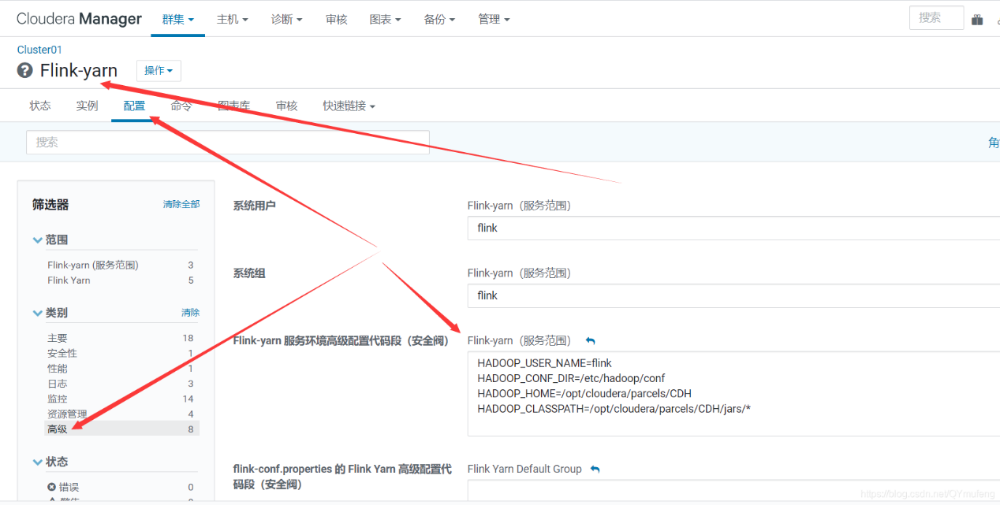 Cloudera Manager 群集 主机 诊断 审核 图表 备份 管理 搜索
Cluster01
Flink-yarn 操作
状态 实例 配置 命令 图表库 审核 快速链接
搜索
筛选器 清除全部
范围
Flink-yarn (服务范围) 3
Flink Yarn 5
类别 清除
主要 18
安全性 1
性能 1
日志 3
监控 14
资源管理 4
高级 8
状态
错误 0
系统用户 Flink-yarn（服务范围）
flink
系统组 Flink-yarn（服务范围）
flink
Flink-yarn 服务环境高级配置代码段（安全阀） Flink-yarn（服务范围）
HADOOP_USER_NAME=flink
HADOOP_CONF_DIR=/etc/hadoop/conf
HADOOP_HOME=/opt/cloudera/parcels/CDH
HADOOP_CLASSPATH=/opt/cloudera/parcels/CDH/jars/*
flink-conf.properties 的 Flink Yarn 高级配置代 Flink Yarn Default Group
码段（安全阀）
https://blog.csdn.net/QYmufeng